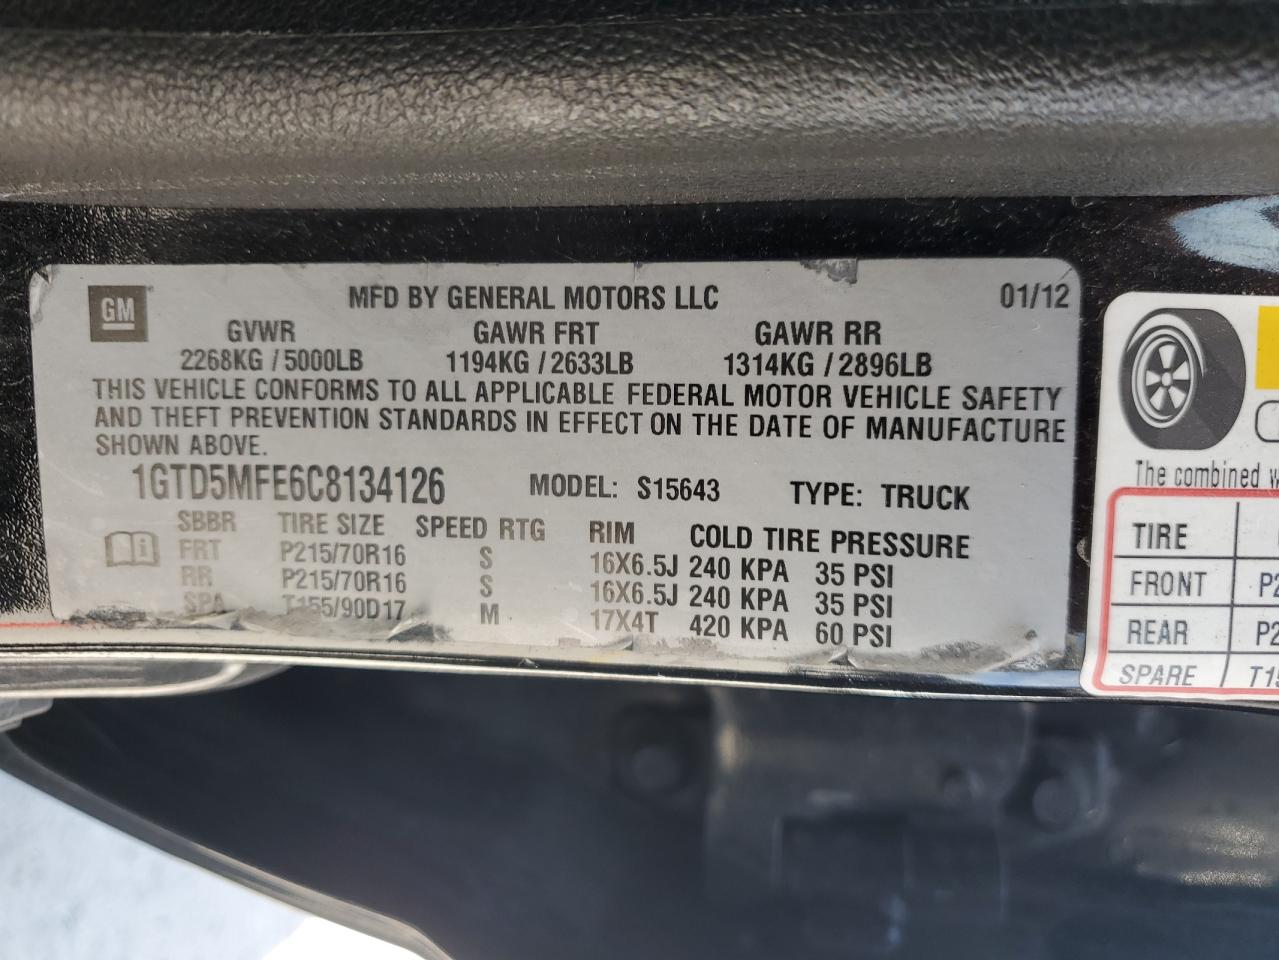 GM
MFD BY GENERAL MOTORS LLC 01/12
GVWR GAWR FRT GAWR RR
2268KG / 5000LB 1194KG / 2633LB 1314KG / 2896LB
THIS VEHICLE CONFORMS TO ALL APPLICABLE FEDERAL MOTOR VEHICLE SAFETY
AND THEFT PREVENTION STANDARDS IN EFFECT ON THE DATE OF MANUFACTURE
SHOWN ABOVE.
1GTD5MFE6C8134126 MODEL: S15643 TYPE: TRUCK
SBBR TIRE SIZE SPEED RTG RIM COLD TIRE PRESSURE
FRT P215/70R16 S 16X6.5J 240 KPA 35 PSI
RR P215/70R16 S 16X6.5J 240 KPA 35 PSI
SPA T155/90D17 M 17X4T 420 KPA 60 PSI
The combined
TIRE
FRONT P2
REAR P2
SPARE T15